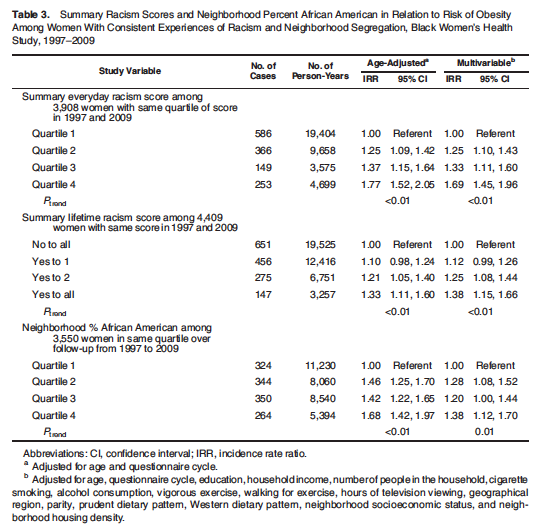 Table 3. Summary Racism Scores and Neighborhood Percent African American in Relation to Risk of Obesity
Among Women With Consistent Experiences of Racism and Neighborhood Segregation, Black Women's Health
Study, 1997–2009
Study Variable No. of Cases No. of Person-Years Age-Adjusted^a Multivariable^b
IRR 95% CI IRR 95% CI
Summary everyday racism score among
3,908 women with same quartile of score
in 1997 and 2009
Quartile 1 586 19,404 1.00 Referent 1.00 Referent
Quartile 2 366 9,658 1.25 1.09, 1.42 1.25 1.10, 1.43
Quartile 3 149 3,575 1.37 1.15, 1.64 1.33 1.11, 1.60
Quartile 4 253 4,699 1.77 1.52, 2.05 1.69 1.45, 1.96
Ptrend <0.01 <0.01
Summary lifetime racism score among 4,409
women with same score in 1997 and 2009
No to all 651 19,525 1.00 Referent 1.00 Referent
Yes to 1 456 12,416 1.10 0.98, 1.24 1.12 0.99, 1.26
Yes to 2 275 6,751 1.21 1.05, 1.40 1.25 1.08, 1.44
Yes to all 147 3,257 1.33 1.11, 1.60 1.38 1.15, 1.66
Ptrend <0.01 <0.01
Neighborhood % African American among
3,550 women in same quartile over
follow-up from 1997 to 2009
Quartile 1 324 11,230 1.00 Referent 1.00 Referent
Quartile 2 344 8,060 1.46 1.25, 1.70 1.28 1.08, 1.52
Quartile 3 350 8,540 1.42 1.22, 1.65 1.20 1.00, 1.44
Quartile 4 264 5,394 1.68 1.42, 1.97 1.38 1.12, 1.70
Ptrend <0.01 0.01
Abbreviations: CI, confidence interval; IRR, incidence rate ratio.
a Adjusted for age and questionnaire cycle.
b Adjusted for age, questionnaire cycle, education, household income, number of people in the household, cigarette
smoking, alcohol consumption, vigorous exercise, walking for exercise, hours of television viewing, geographical
region, parity, prudent dietary pattern, Western dietary pattern, neighborhood socioeconomic status, and neigh-
borhood housing density.